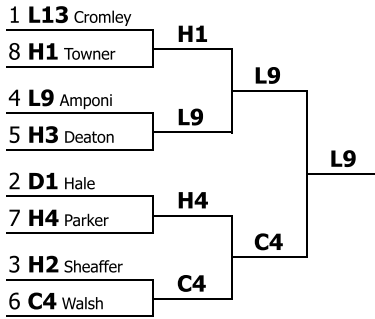 1 L13 Cromley
8 H1 Towner
H1
4 L9 Amponi
5 H3 Deaton
L9
L9
2 D1 Hale
7 H4 Parker
H4
3 H2 Sheaffer
6 C4 Walsh
C4
C4
L9